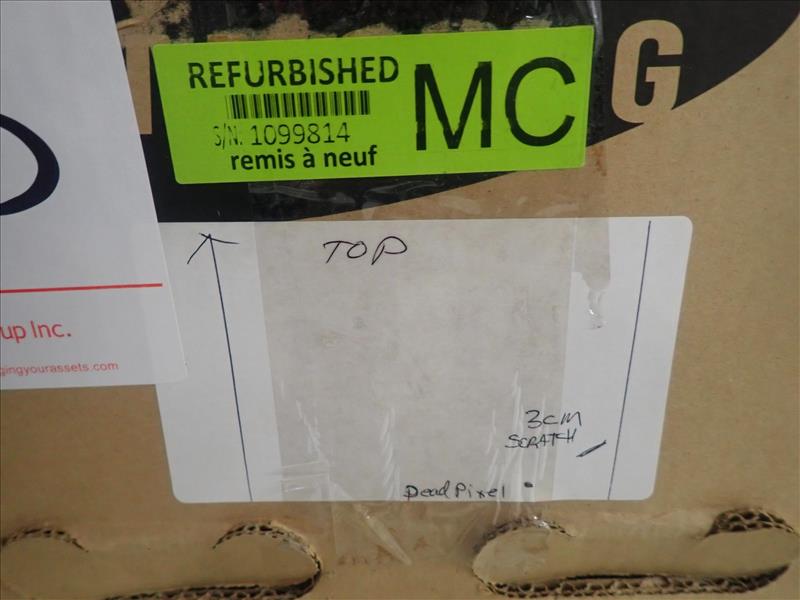 G
REFURBISHED
MC
S/N: 1099814
remis à neuf
TOP
up Inc.
gingyourassets.com
3CM
SCRATCH
Dead Pixel